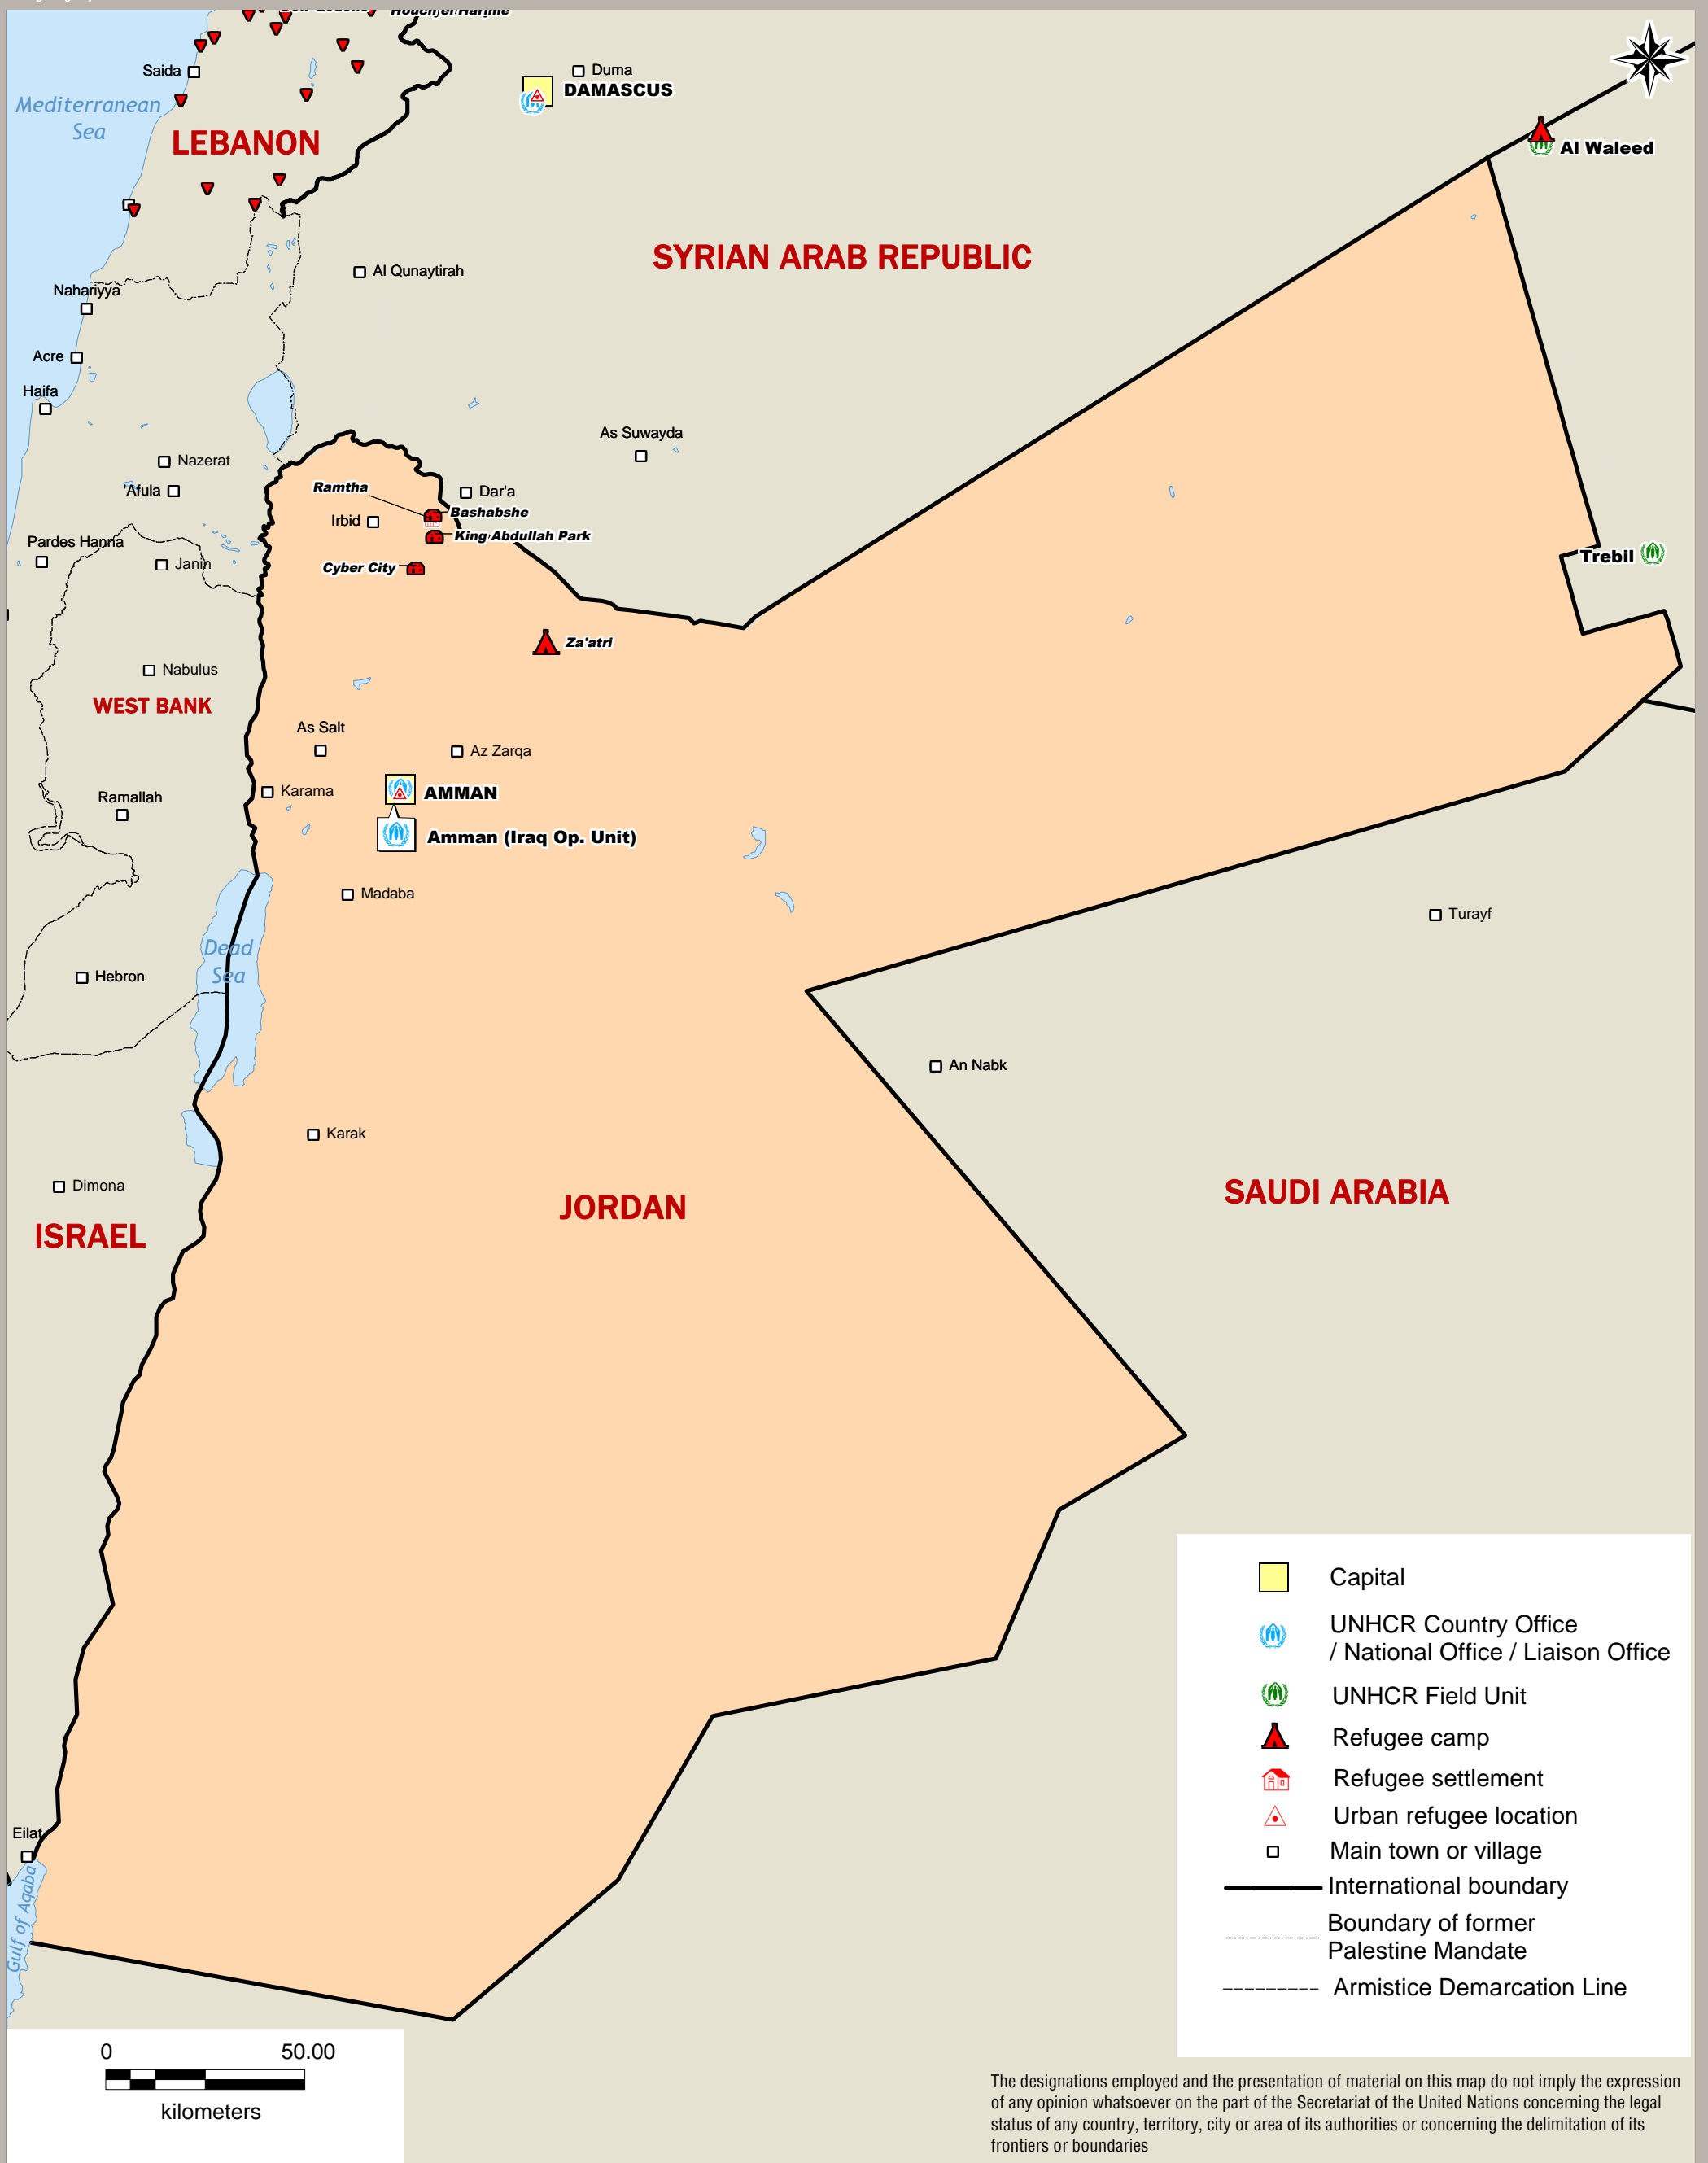 Houch el Harime
Saida
Duma
DAMASCUS
Mediterranean
Sea
LEBANON
Al Waleed
SYRIAN ARAB REPUBLIC
Al Qunaytirah
Nahariyya
Acre
Haifa
As Suwayda
Nazerat
'Afula
Ramtha
Dar'a
Irbid
Bashabshe
King Abdullah Park
Pardes Hanna
Janin
Cyber City
Trebil
Za'atri
Nabulus
WEST BANK
As Salt
Az Zarqa
Karama
AMMAN
Ramallah
Amman (Iraq Op. Unit)
Madaba
Turayf
Dead
Sea
Hebron
An Nabk
Karak
Dimona
SAUDI ARABIA
JORDAN
ISRAEL
Eilat
Gulf of Aqaba
Capital
UNHCR Country Office
/ National Office / Liaison Office
UNHCR Field Unit
Refugee camp
Refugee settlement
Urban refugee location
Main town or village
International boundary
Boundary of former
Palestine Mandate
Armistice Demarcation Line
0 50.00
kilometers
The designations employed and the presentation of material on this map do not imply the expression
of any opinion whatsoever on the part of the Secretariat of the United Nations concerning the legal
status of any country, territory, city or area of its authorities or concerning the delimitation of its
frontiers or boundaries